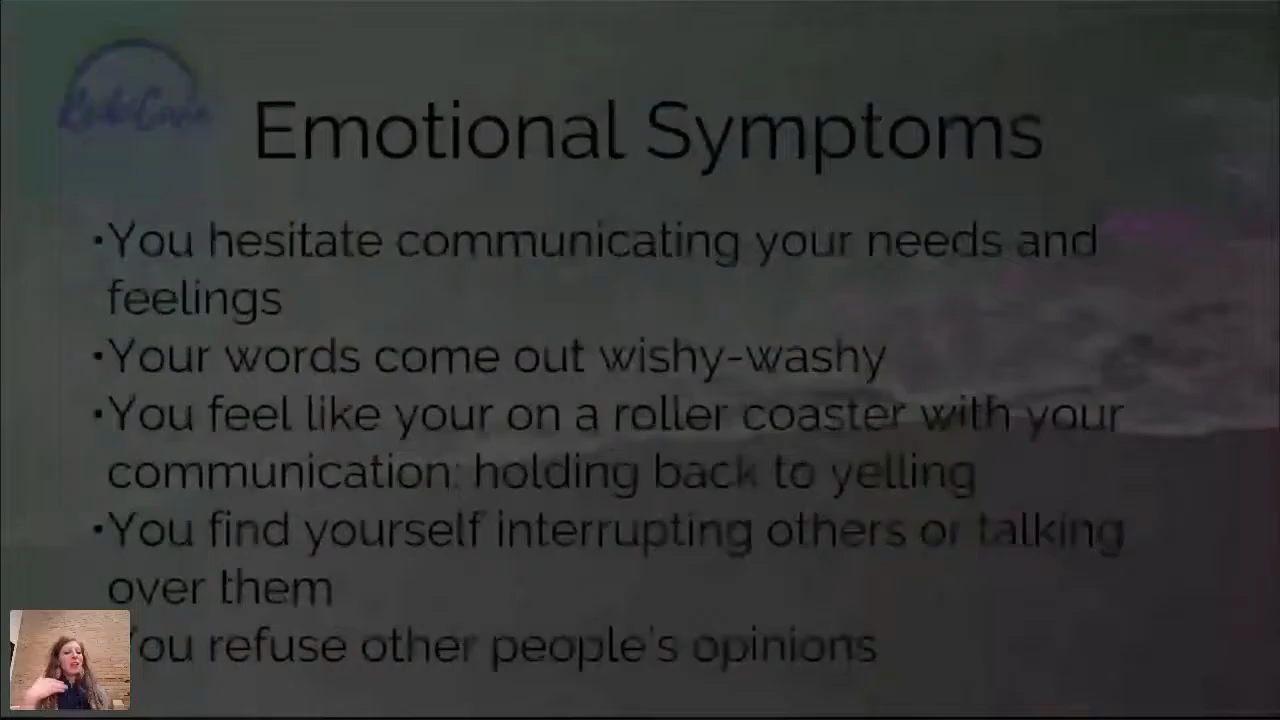 Emotional Symptoms
•You hesitate communicating your needs and
feelings
•Your words come out wishy-washy
•You feel like your on a roller coaster with your
communication: holding back to yelling
•You find yourself interrupting others or talking
over them
You refuse other people's opinions